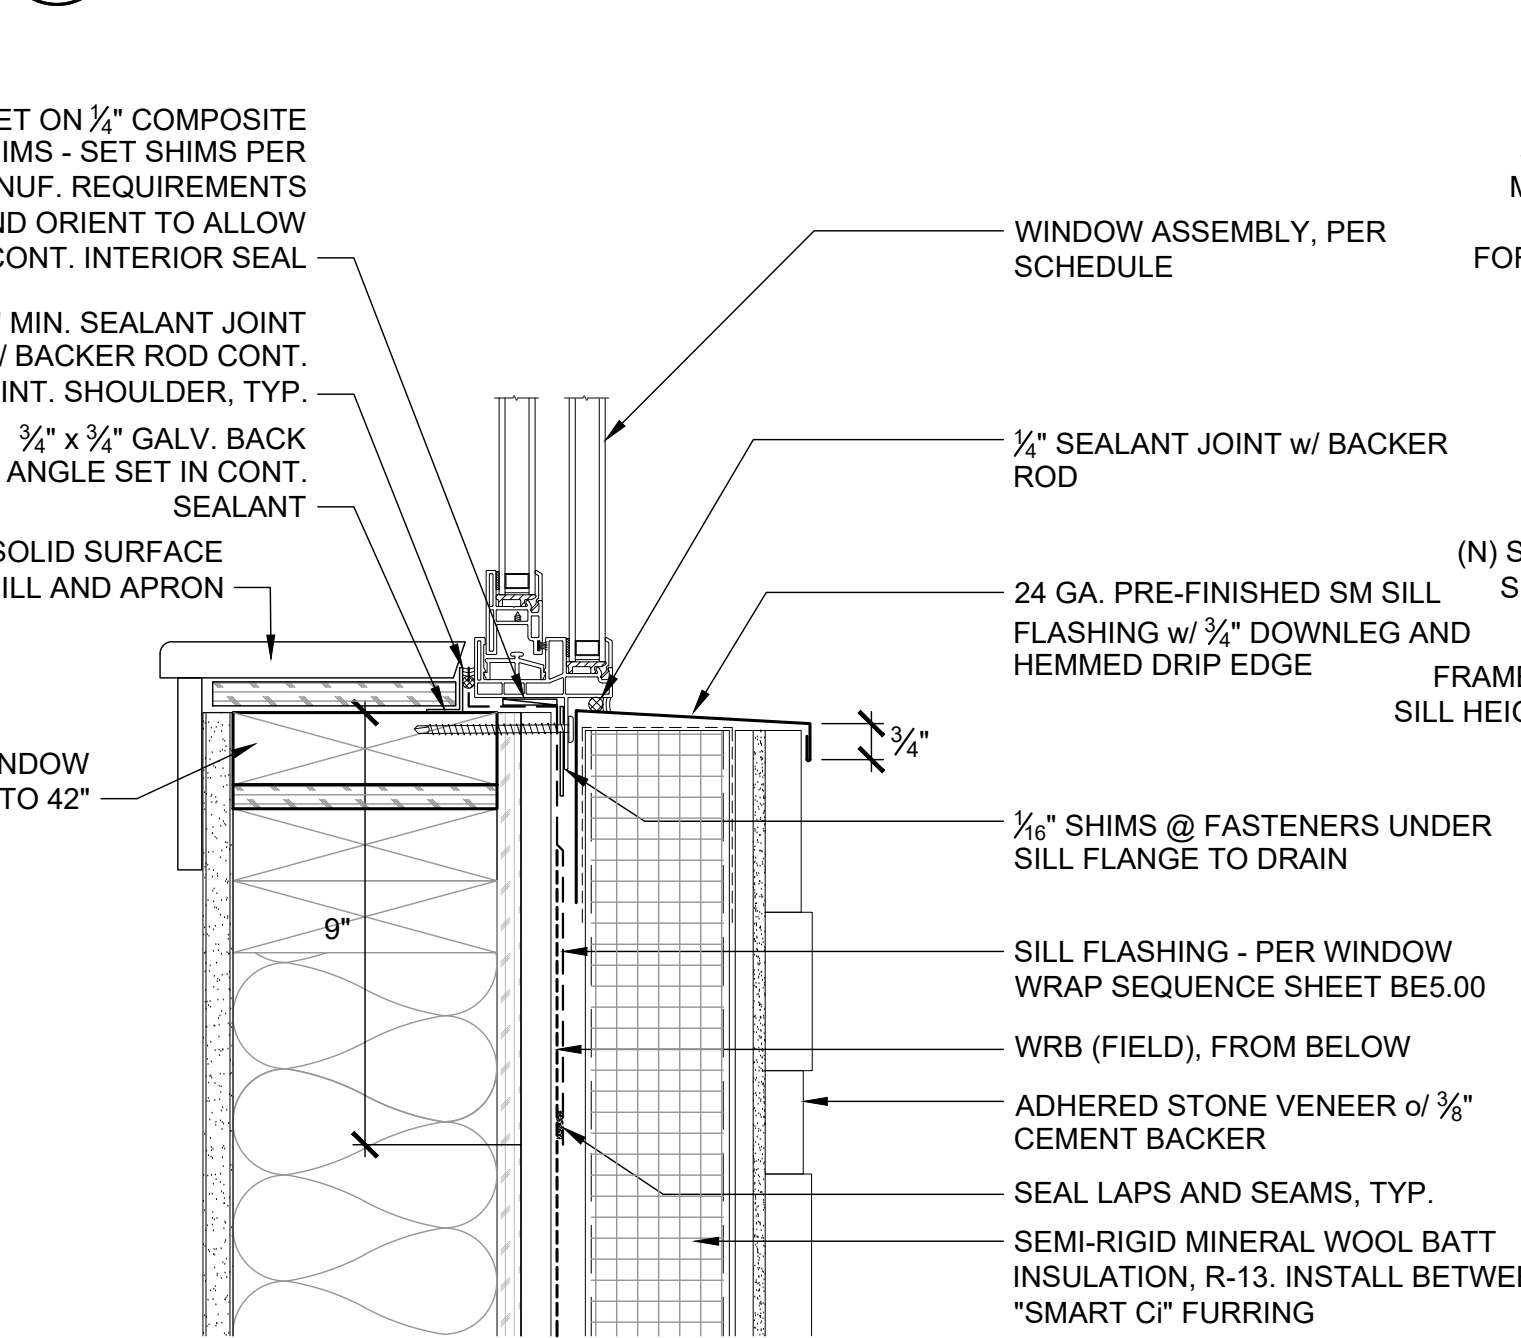 ET ON 1/4" COMPOSITE
IMS - SET SHIMS PER
NUF. REQUIREMENTS
ND ORIENT TO ALLOW
CONT. INTERIOR SEAL
" MIN. SEALANT JOINT
/ BACKER ROD CONT.
INT. SHOULDER, TYP.
3/4" x 3/4" GALV. BACK
ANGLE SET IN CONT.
SEALANT
SOLID SURFACE
ILL AND APRON
NDOW
TO 42"
9"
3/4"
WINDOW ASSEMBLY, PER
SCHEDULE
1/4" SEALANT JOINT w/ BACKER
ROD
24 GA. PRE-FINISHED SM SILL
FLASHING w/ 3/4" DOWNLEG AND
HEMMED DRIP EDGE
1/16" SHIMS @ FASTENERS UNDER
SILL FLANGE TO DRAIN
SILL FLASHING - PER WINDOW
WRAP SEQUENCE SHEET BE5.00
WRB (FIELD), FROM BELOW
ADHERED STONE VENEER o/ 3/8"
CEMENT BACKER
SEAL LAPS AND SEAMS, TYP.
SEMI-RIGID MINERAL WOOL BATT
INSULATION, R-13. INSTALL BETWE
"SMART Ci" FURRING
M
FOR
(N) S
S
FRAME
SILL HEIG